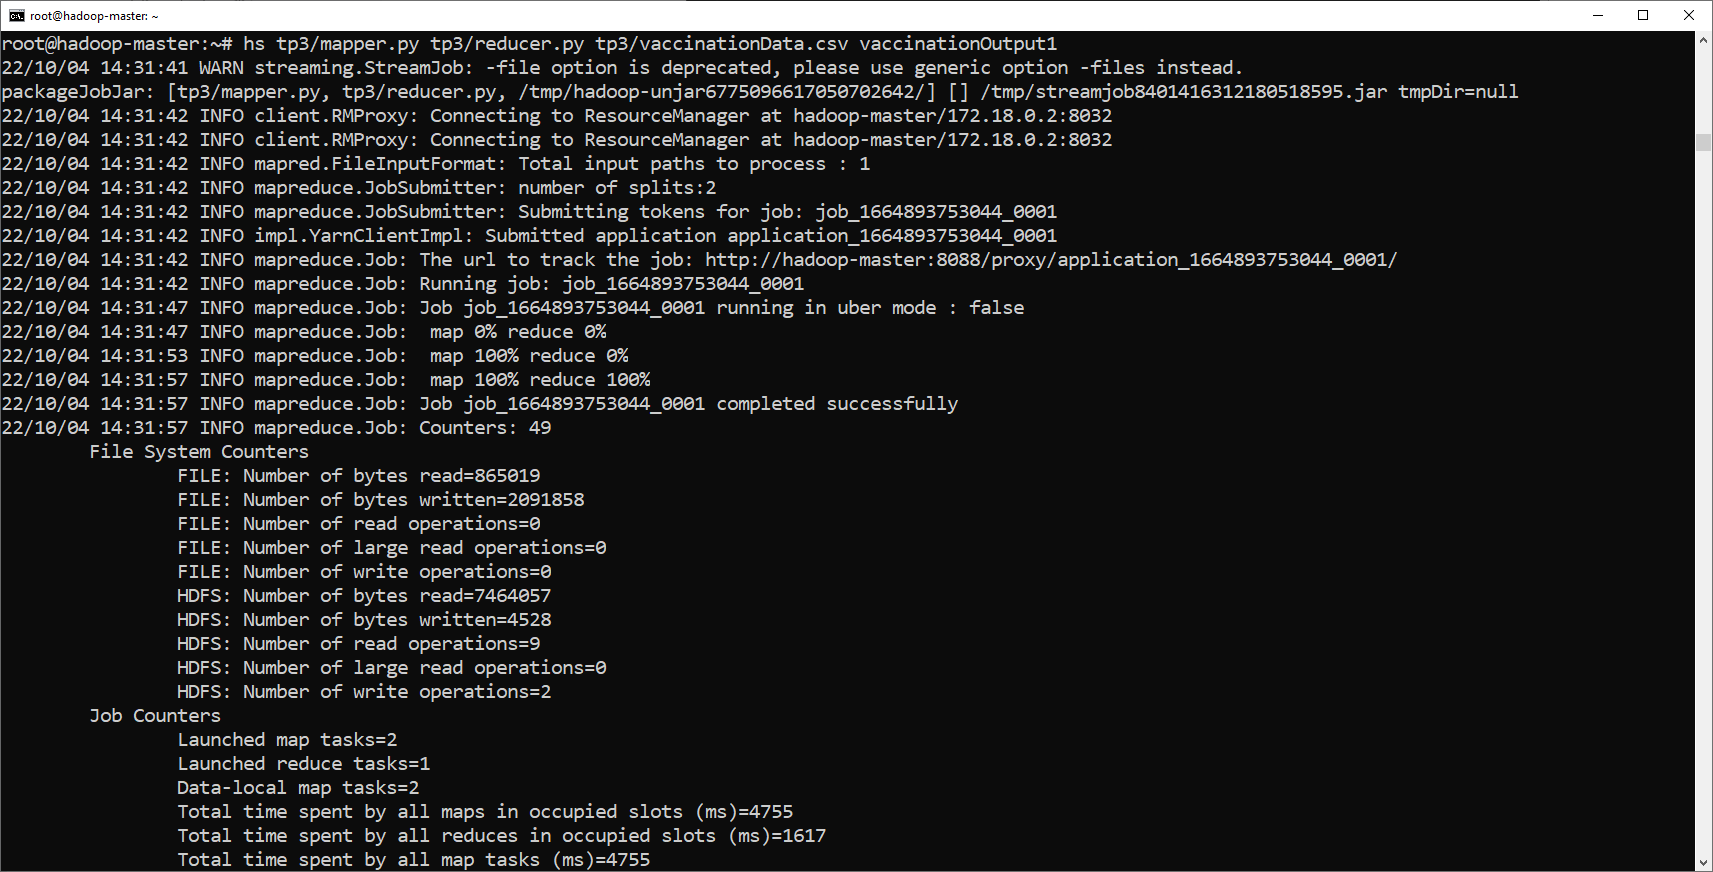 root@hadoop-master: ~
root@hadoop-master:~# hs tp3/mapper.py tp3/reducer.py tp3/vaccinationData.csv vaccinationOutput1
22/10/04 14:31:41 WARN streaming.StreamJob: -file option is deprecated, please use generic option -files instead.
packageJobJar: [tp3/mapper.py, tp3/reducer.py, /tmp/hadoop-unjar6775096617050702642/] [] /tmp/streamjob8401416312180518595.jar tmpDir=null
22/10/04 14:31:42 INFO client.RMProxy: Connecting to ResourceManager at hadoop-master/172.18.0.2:8032
22/10/04 14:31:42 INFO client.RMProxy: Connecting to ResourceManager at hadoop-master/172.18.0.2:8032
22/10/04 14:31:42 INFO mapred.FileInputFormat: Total input paths to process : 1
22/10/04 14:31:42 INFO mapreduce.JobSubmitter: number of splits:2
22/10/04 14:31:42 INFO mapreduce.JobSubmitter: Submitting tokens for job: job_1664893753044_0001
22/10/04 14:31:42 INFO impl.YarnClientImpl: Submitted application application_1664893753044_0001
22/10/04 14:31:42 INFO mapreduce.Job: The url to track the job: http://hadoop-master:8088/proxy/application_1664893753044_0001/
22/10/04 14:31:42 INFO mapreduce.Job: Running job: job_1664893753044_0001
22/10/04 14:31:47 INFO mapreduce.Job: Job job_1664893753044_0001 running in uber mode : false
22/10/04 14:31:47 INFO mapreduce.Job:  map 0% reduce 0%
22/10/04 14:31:53 INFO mapreduce.Job:  map 100% reduce 0%
22/10/04 14:31:57 INFO mapreduce.Job:  map 100% reduce 100%
22/10/04 14:31:57 INFO mapreduce.Job: Job job_1664893753044_0001 completed successfully
22/10/04 14:31:57 INFO mapreduce.Job: Counters: 49
File System Counters
FILE: Number of bytes read=865019
FILE: Number of bytes written=2091858
FILE: Number of read operations=0
FILE: Number of large read operations=0
FILE: Number of write operations=0
HDFS: Number of bytes read=7464057
HDFS: Number of bytes written=4528
HDFS: Number of read operations=9
HDFS: Number of large read operations=0
HDFS: Number of write operations=2
Job Counters
Launched map tasks=2
Launched reduce tasks=1
Data-local map tasks=2
Total time spent by all maps in occupied slots (ms)=4755
Total time spent by all reduces in occupied slots (ms)=1617
Total time spent by all map tasks (ms)=4755